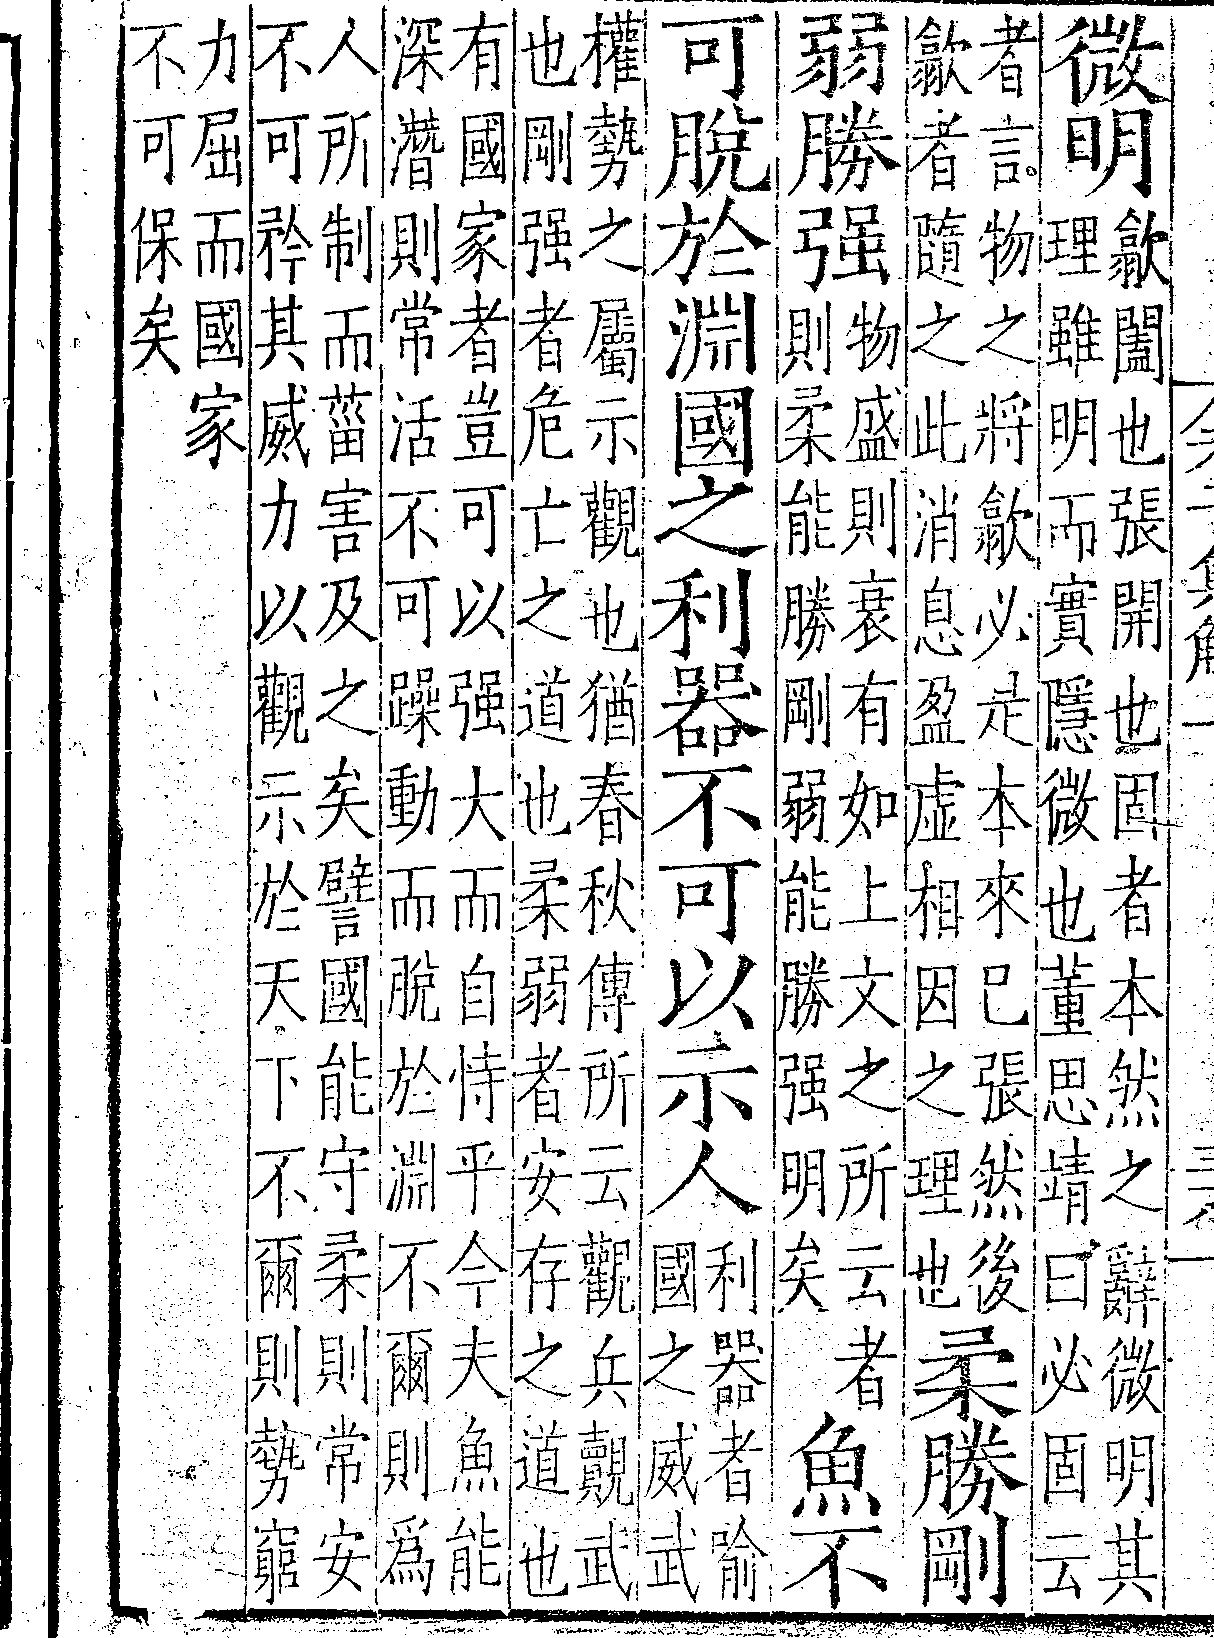 微明歙闔也張開也固者本然之辭微明其
理雖明而實隱微也董思靖曰必固云
者言物之將歙必是本來已張然後
歙者隨之此消息盈虛相因之理也柔勝剛
弱勝强物盛則衰有如上文之所云者
則柔能勝剛弱能勝强明矣魚不
可脫於淵國之利器不可以示人利器者喻
國之威武
權勢之屬示觀也猶春秋傳所云觀兵覿武
也剛强者危亡之道也柔弱者安存之道也
有國家者豈可以强大而自恃乎今夫魚能
深潛則常活不可躁動而脫於淵不爾則爲
人所制而菑害及之矣譬國能守柔則常安
不可矜其威力以觀示於天下不爾則勢窮
力屈而國家
不可保矣